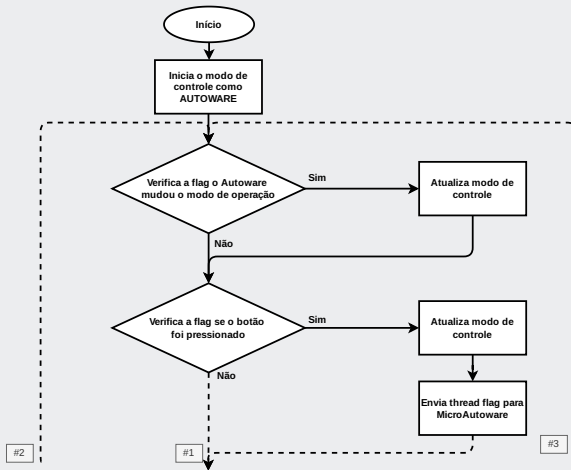 Início
Inicia o modo de
controle como
AUTOWARE
Verifica a flag o Autoware
mudou o modo de operação
Sim
Atualiza modo de
controle
Não
Verifica a flag se o botão
foi pressionado
Sim
Atualiza modo de
controle
Não
Envia thread flag para
MicroAutoware
#2
#1
#3